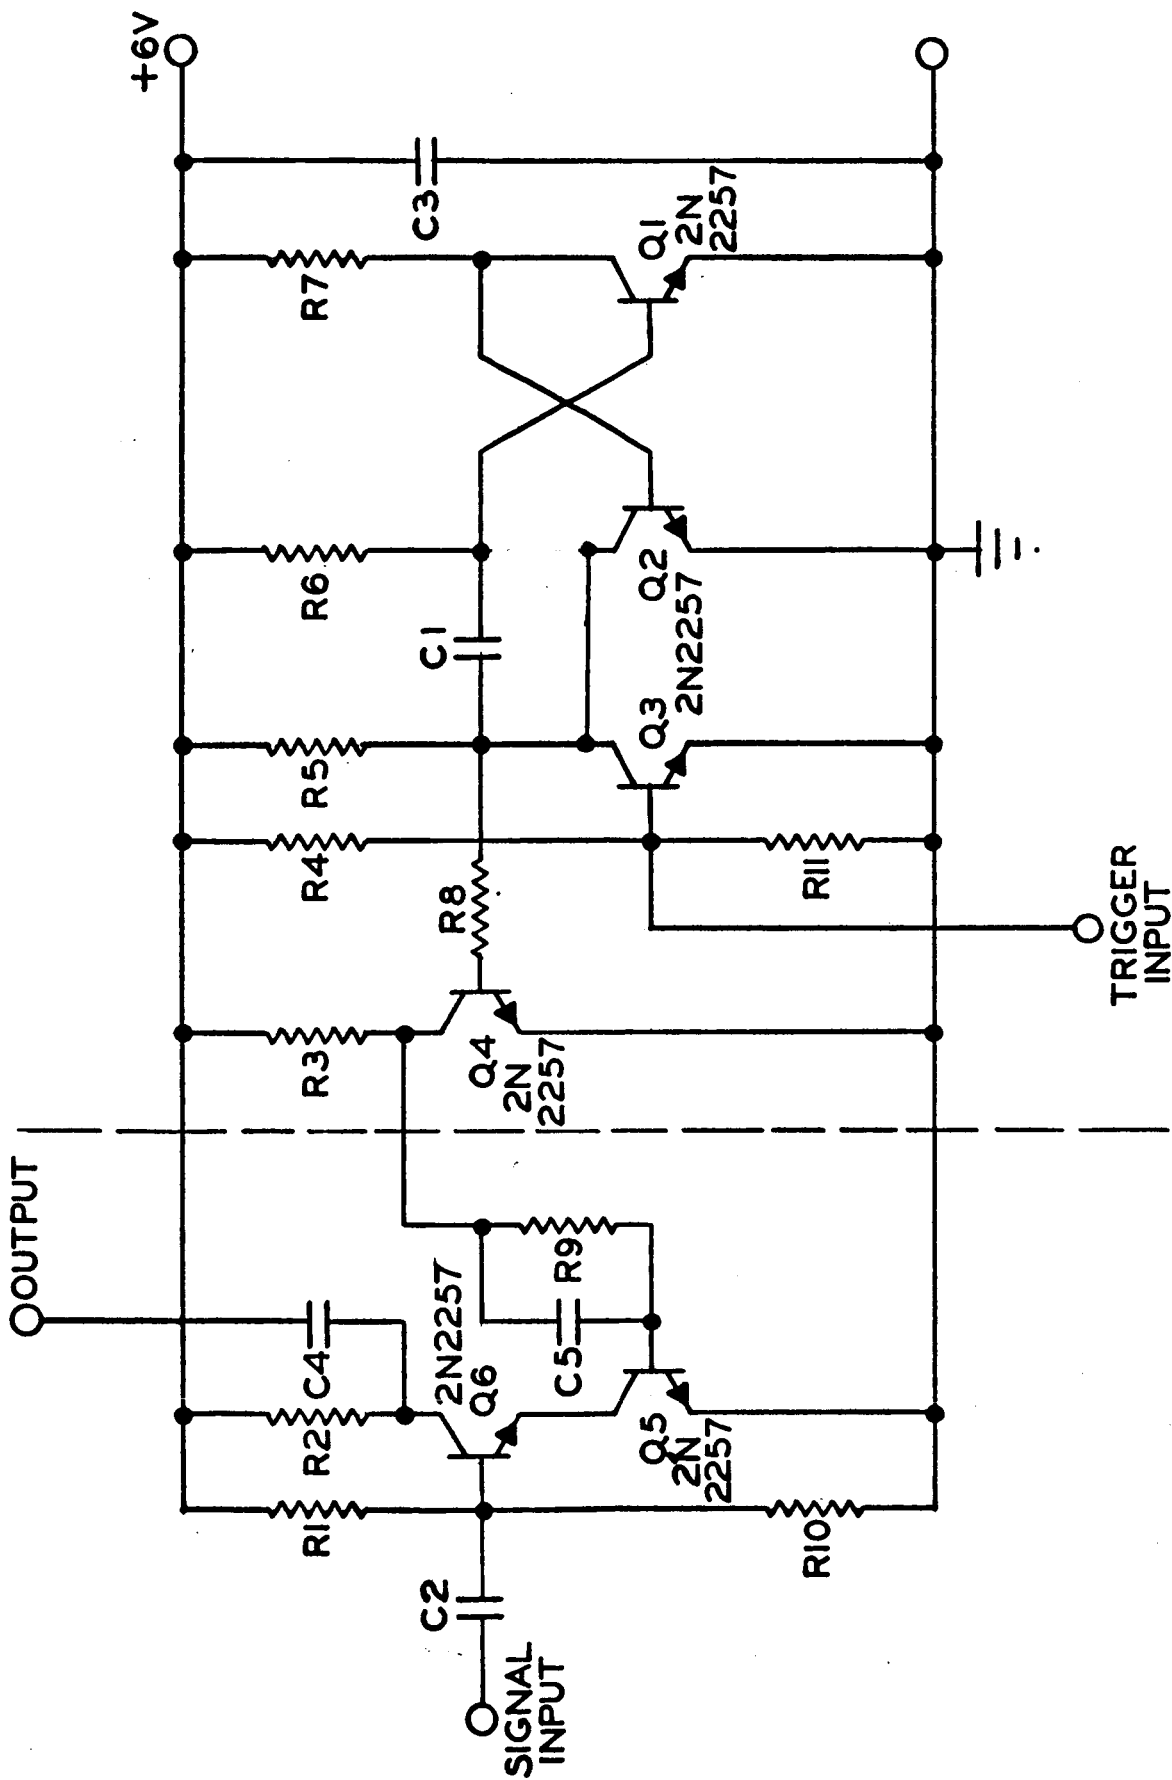 OUTPUT
+6V
R1
R2
C4
R3
R4
R5
R6
R7
C3
C2
SIGNAL
INPUT
2N2257
Q6
C5
R9
Q4
2N
2257
R8
C1
Q5
2N
2257
Q3
Q2
2N2257
Q1
2N
2257
R10
R11
TRIGGER
INPUT